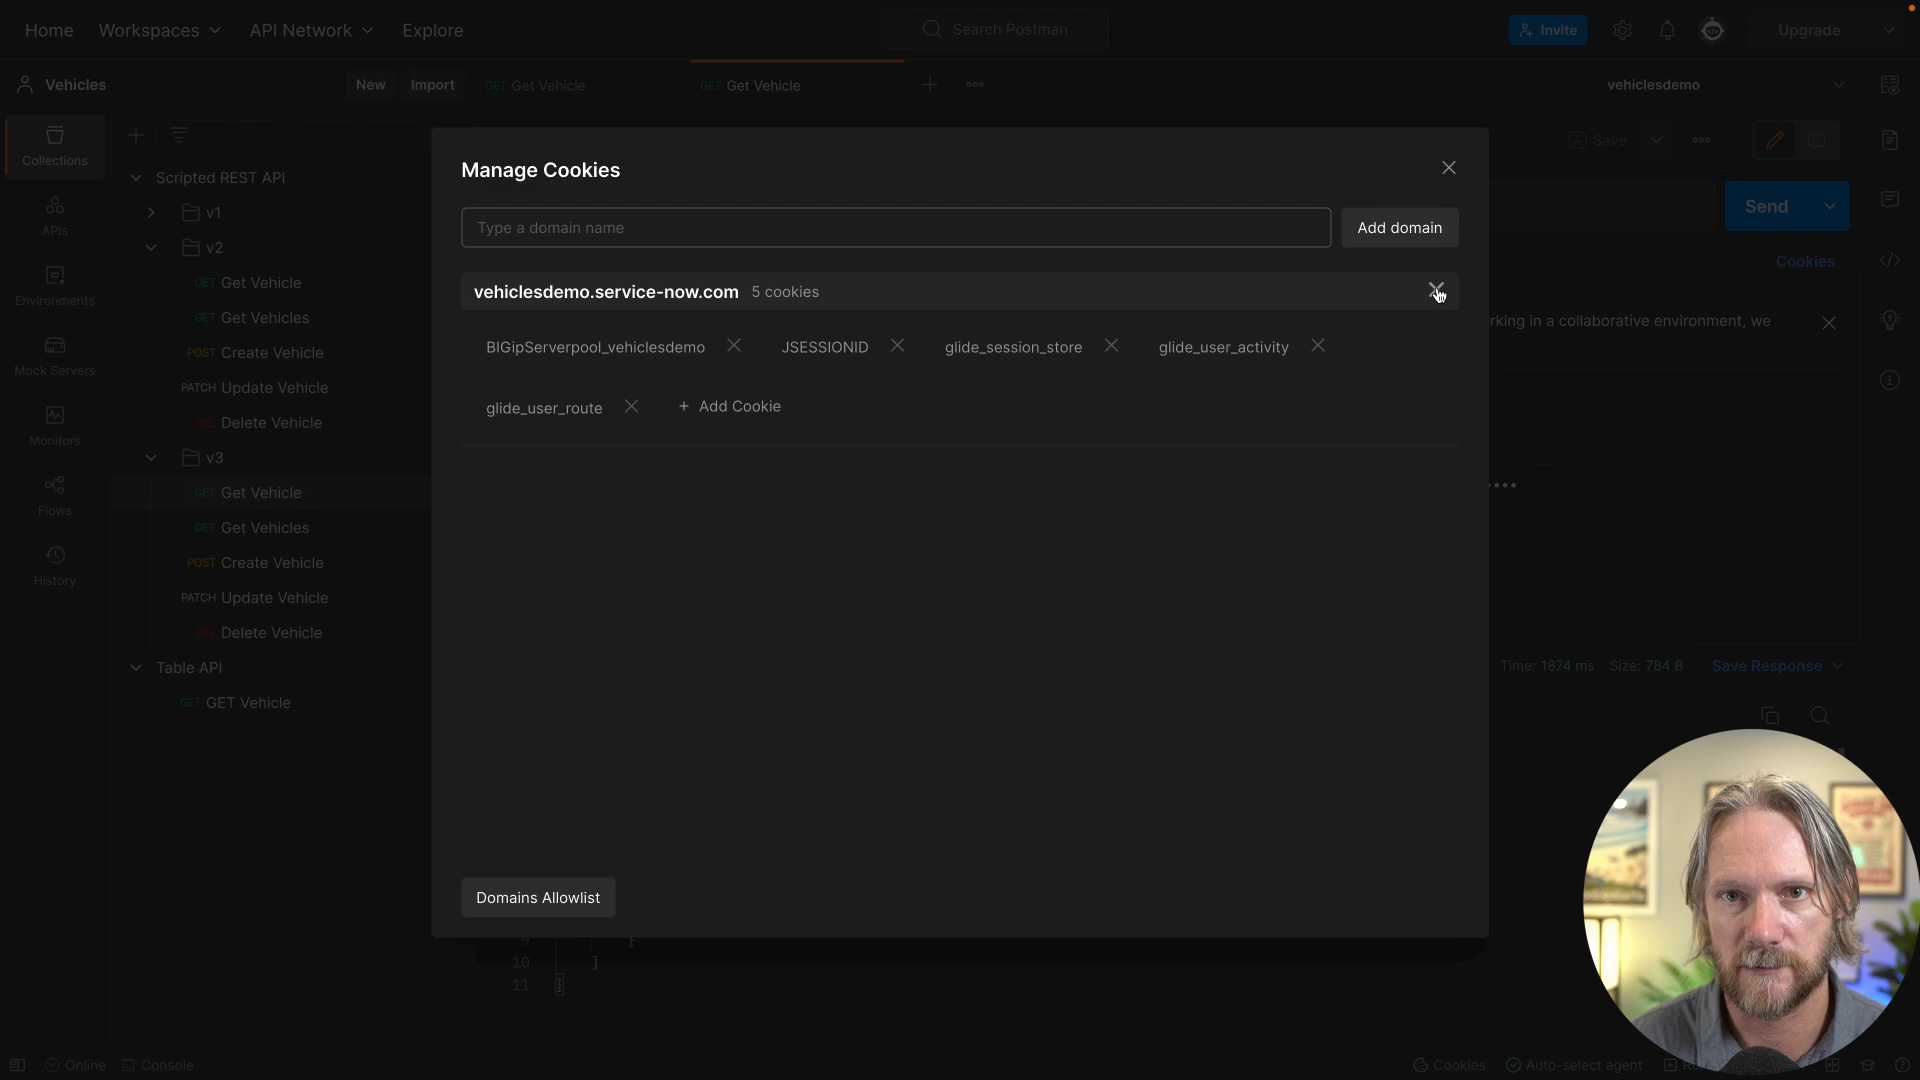 Home Workspaces API Network Explore Search Postman Invite Upgrade
Vehicles New Import GET Get Vehicle GET Get Vehicle vehiclesdemo
Collections
APIs
Environments
Mock Servers
Monitors
Flows
History
Scripted REST API
v1
v2
GET Get Vehicle
GET Get Vehicles
POST Create Vehicle
PATCH Update Vehicle
DEL Delete Vehicle
v3
GET Get Vehicle
GET Get Vehicles
POST Create Vehicle
PATCH Update Vehicle
DEL Delete Vehicle
Table API
GET GET Vehicle
Save
Send
Cookies
Manage Cookies
Type a domain name Add domain
vehiclesdemo.service-now.com 5 cookies
BIGipServerpool_vehiclesdemo JSESSIONID glide_session_store glide_user_activity
glide_user_route + Add Cookie
Domains Allowlist
rking in a collaborative environment, we
Time: 1874 ms Size: 784 B Save Response
9 }
10 ]
11 }
Online Console Cookies Auto-select agent